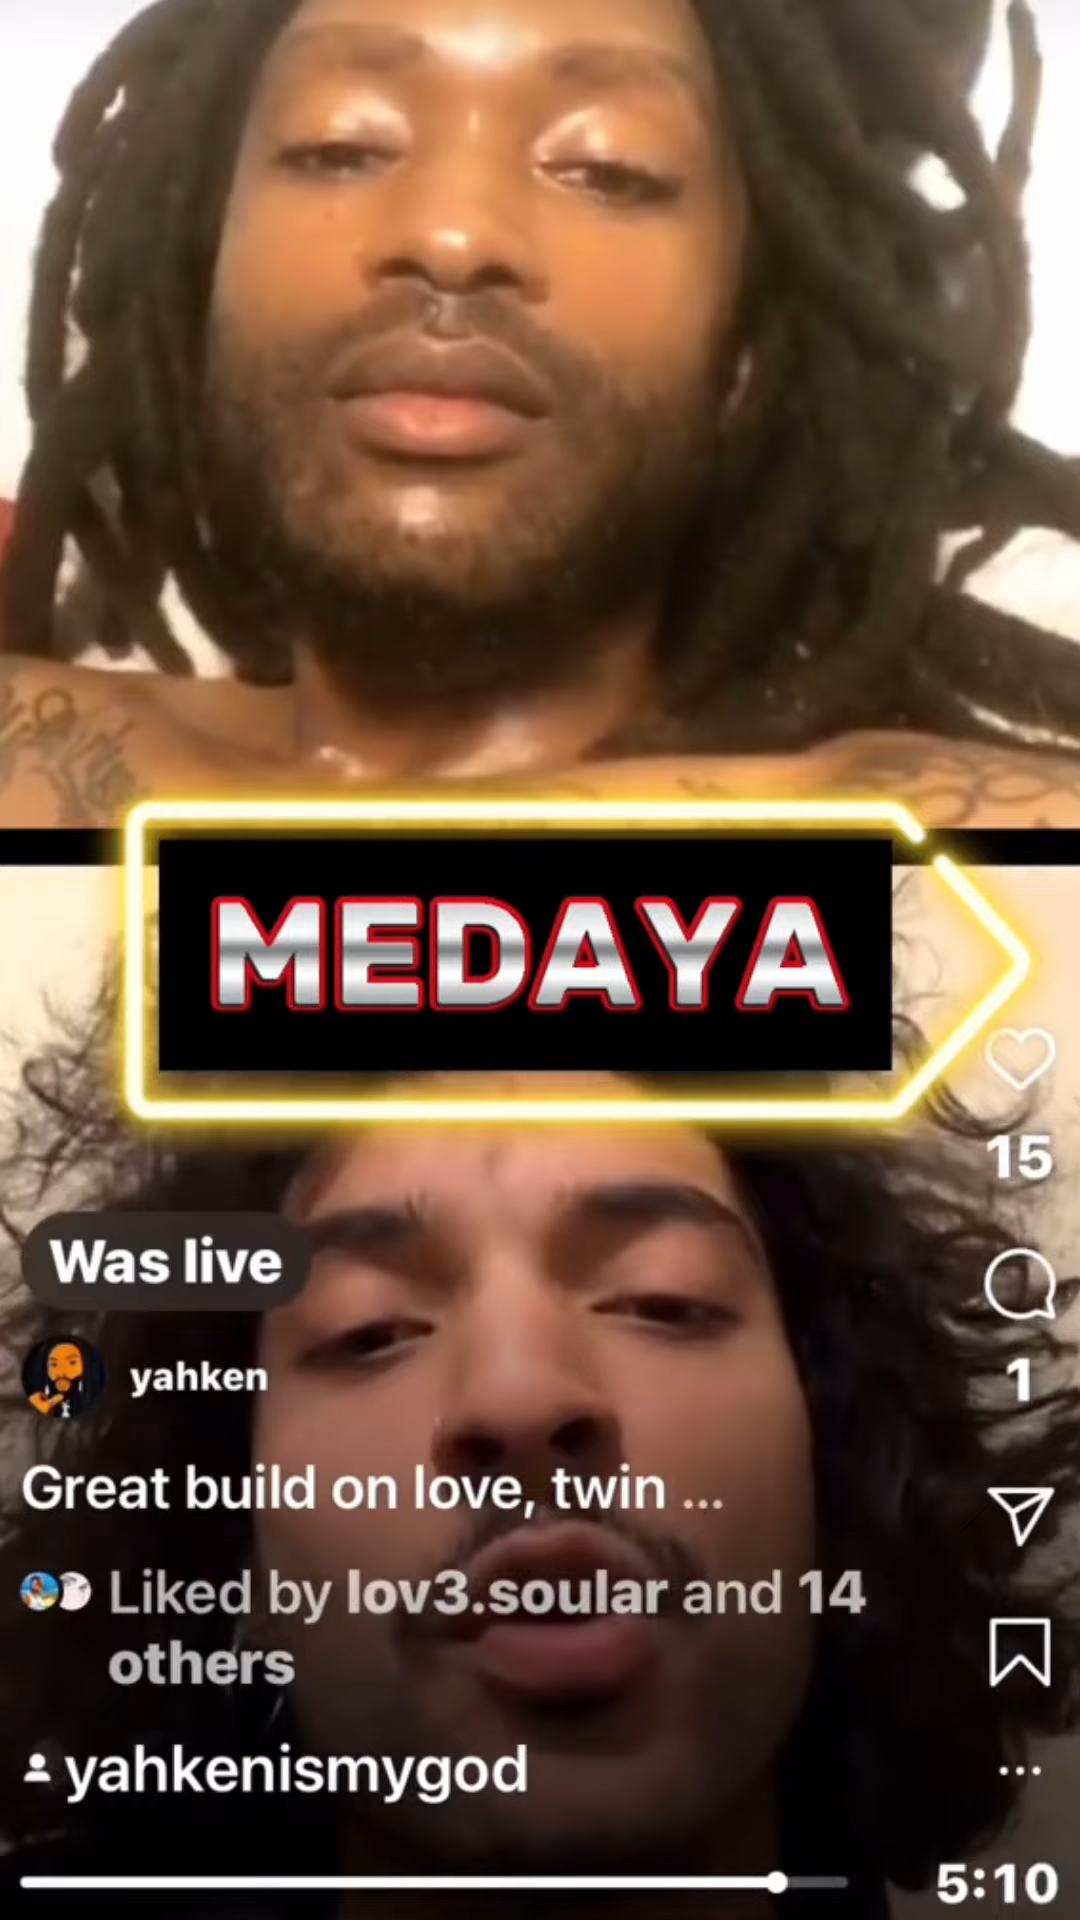 MEDAYA
15
Was live
yahken
1
Great build on love, twin ...
Liked by lov3.soular and 14
others
yahkenismygod
5:10